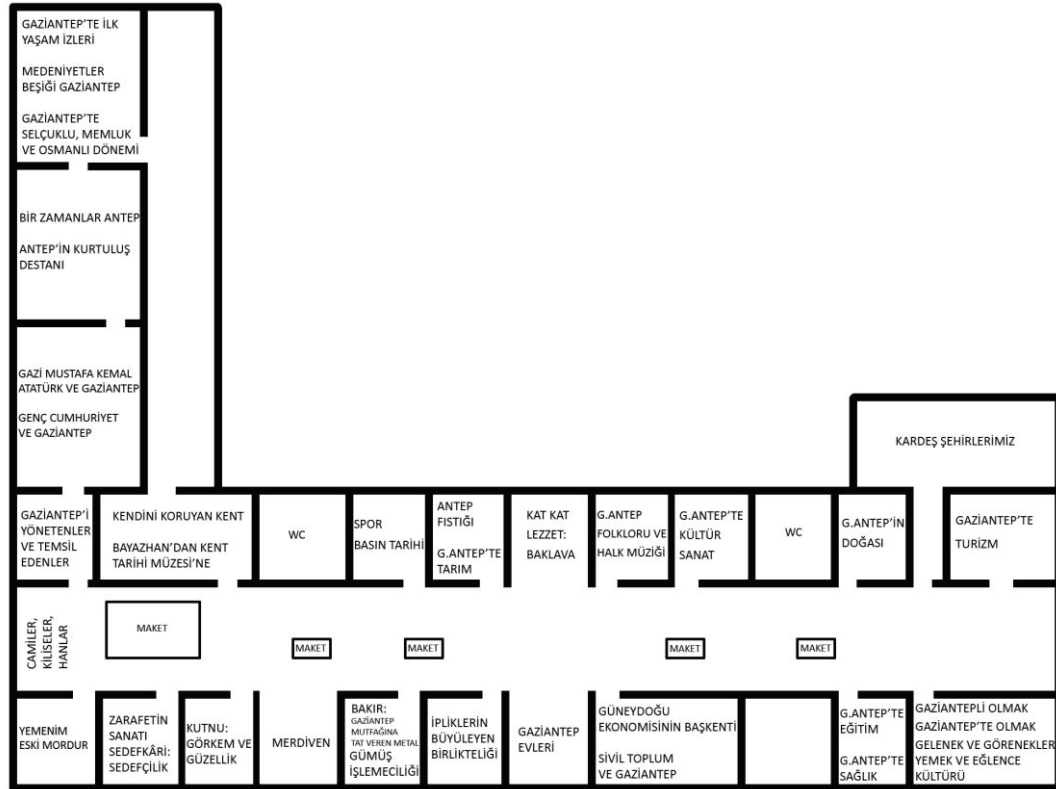 GAZİANTEP'TE İLK
YAŞAM İZLERİ
MEDENİYETLER
BEŞİĞİ GAZİANTEP
GAZİANTEP'TE
SELÇUKLU, MEMLUK
VE OSMANLI DÖNEMİ
BİR ZAMANLAR ANTEP
ANTEP'İN KURTULUŞ
DESTANI
GAZİ MUSTAFA KEMAL
ATATÜRK VE GAZİANTEP
GENÇ CUMHURİYET
VE GAZİANTEP
KARDEŞ ŞEHİRLERİMİZ
GAZİANTEP'İ
YÖNETENLER
VE TEMSİL
EDENLER
KENDİNİ KORUYAN KENT
BAYAZHAN'DAN KENT
TARİHİ MÜZESİ'NE
WC
SPOR
BASIN TARİHİ
ANTEP
FISTIĞI
G.ANTEP'TE
TARIM
KAT KAT
LEZZET:
BAKLAVA
G.ANTEP
FOLKLORU VE
HALK MÜZİĞİ
G.ANTEP'TE
KÜLTÜR
SANAT
WC
G.ANTEP'İN
DOĞASI
GAZİANTEP'TE
TURİZM
CAMİLER,
KİLİSELER,
HANLAR
MAKET
MAKET
MAKET
MAKET
MAKET
YEMENİM
ESKİ MORDUR
ZARAFETİN
SANATI
SEDEFKÂRİ:
SEDEFÇİLİK
KUTNU:
GÖRKEM VE
GÜZELLİK
MERDİVEN
BAKIR:
GAZİANTEP
MUTFAĞINA
TAT VEREN METAL
GÜMÜŞ
İŞLEMECİLİĞİ
İPLİKLERİN
BÜYÜLEYEN
BİRLİKTELİĞİ
GAZİANTEP
EVLERİ
GÜNEYDOĞU
EKONOMİSİNİN BAŞKENTİ
SİVİL TOPLUM
VE GAZİANTEP
G.ANTEP'TE
EĞİTİM
G.ANTEP'TE
SAĞLIK
GAZİANTEPLİ OLMAK
GAZİANTEP'TE OLMAK
GELENEK VE GÖRENEKLER
YEMEK VE EĞLENCE
KÜLTÜRÜ